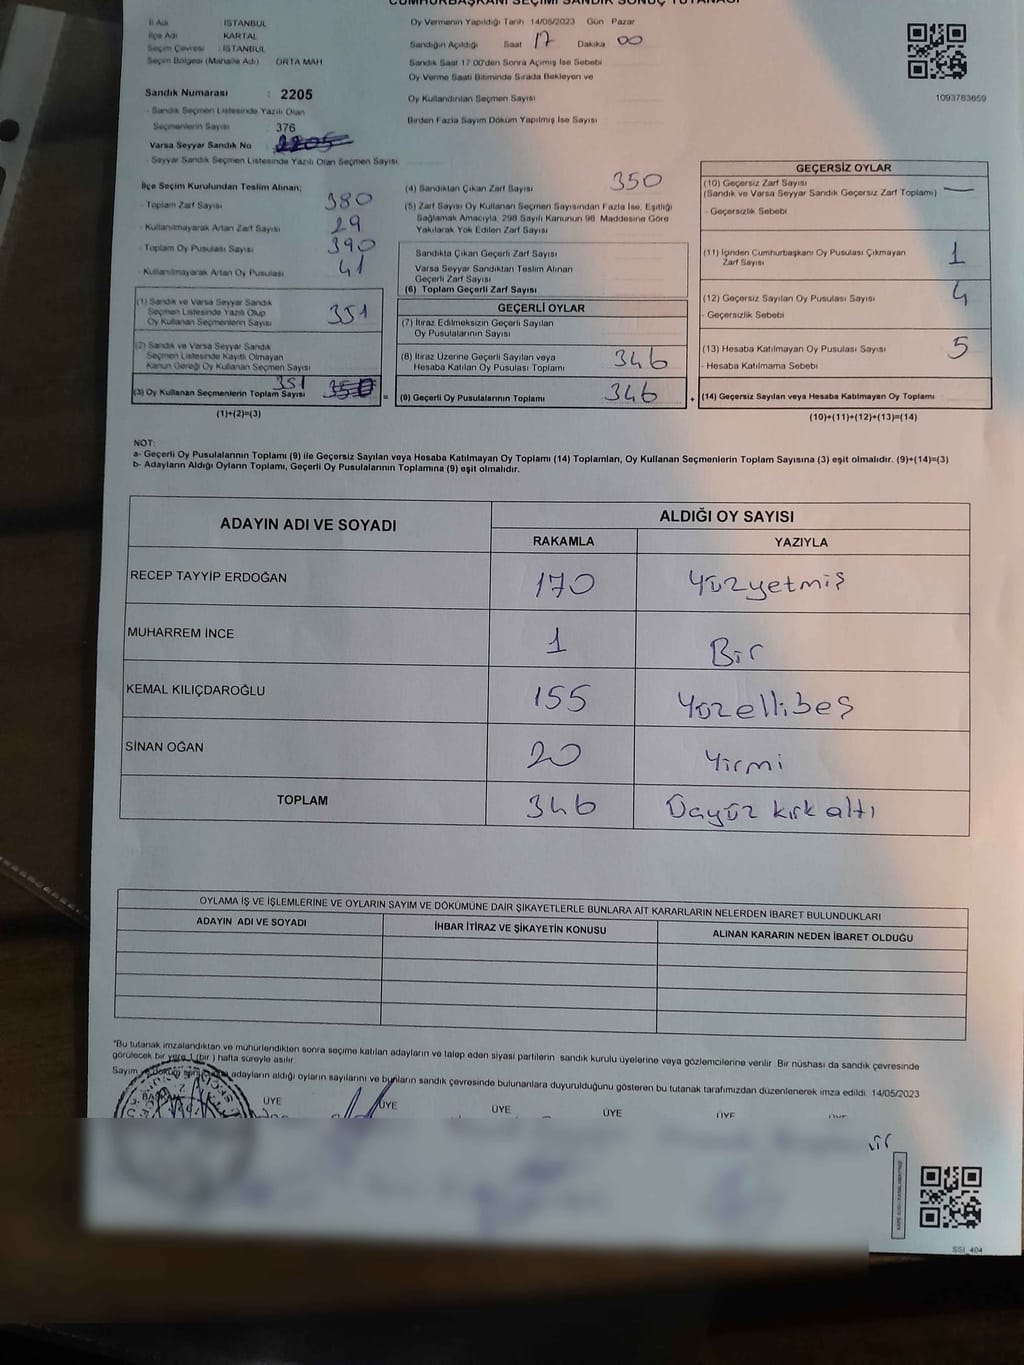 CUMHURBAŞKANI SEÇİMİ SANDIK SONUÇ TUTANAĞI
İl Adı İSTANBUL
İlçe Adı KARTAL
Seçim Çevresi : İSTANBUL
Seçim Bölgesi (Mahalle Adı) ORTA MAH
Sandık Numarası : 2205
- Sandık Seçmen Listesinde Yazılı Olan
Seçmenlerin Sayısı : 376
Varsa Seyyar Sandık No
- Seyyar Sandık Seçmen Listesinde Yazılı Olan Seçmen Sayısı
Oy Vermenin Yapıldığı Tarih 14/05/2023 Gün Pazar
Sandığın Açıldığı Saat 17 Dakika 00
Sandık Saat 17:00'den Sonra Açmış İse Sebebi
Oy Verme Saati Bitiminde Sırada Bekleyen ve
Oy Kullandırılan Seçmen Sayısı
Birden Fazla Sayım Döküm Yapılmış İse Sayısı
1093763659
İlçe Seçim Kurulundan Teslim Alınan;
- Toplam Zarf Sayısı 380
- Kullanılmayarak Artan Zarf Sayısı 29
- Toplam Oy Pusulası Sayısı 390
- Kullanılmayarak Artan Oy Pusulası 41
(1) Sandık ve Varsa Seyyar Sandık
Seçmen Listesinde Yazılı Olup
Oy Kullanan Seçmenlerin Sayısı 351
(2) Sandık ve Varsa Seyyar Sandık
Seçmen Listesinde Kayıtlı Olmayan
Kanun Gereği Oy Kullanan Seçmen Sayısı
(3) Oy Kullanan Seçmenlerin Toplam Sayısı 351 =
(1)+(2)=(3)
(4) Sandıktan Çıkan Zarf Sayısı 350
(5) Zarf Sayısı Oy Kullanan Seçmen Sayısından Fazla İse, Eşitliği
Sağlamak Amacıyla, 298 Sayılı Kanunun 98. Maddesine Göre
Yakılarak Yok Edilen Zarf Sayısı
Sandıkta Çıkan Geçerli Zarf Sayısı
Varsa Seyyar Sandıktan Teslim Alınan
Geçerli Zarf Sayısı
(6) Toplam Geçerli Zarf Sayısı
GEÇERLİ OYLAR
(7) İtiraz Edilmeksizin Geçerli Sayılan
Oy Pusulalarının Sayısı
(8) İtiraz Üzerine Geçerli Sayılan veya
Hesaba Katılan Oy Pusulası Toplamı 346
(9) Geçerli Oy Pusulalarının Toplamı 346 +
GEÇERSİZ OYLAR
(10) Geçersiz Zarf Sayısı
(Sandık ve Varsa Seyyar Sandık Geçersiz Zarf Toplamı) —
- Geçersizlik Sebebi
(11) İçinden Cumhurbaşkanı Oy Pusulası Çıkmayan
Zarf Sayısı 1
(12) Geçersiz Sayılan Oy Pusulası Sayısı 4
- Geçersizlik Sebebi
(13) Hesaba Katılmayan Oy Pusulası Sayısı 5
- Hesaba Katılmama Sebebi
(14) Geçersiz Sayılan veya Hesaba Katılmayan Oy Toplamı
(10)+(11)+(12)+(13)=(14)
NOT:
a- Geçerli Oy Pusulalarının Toplamı (9) ile Geçersiz Sayılan veya Hesaba Katılmayan Oy Toplamı (14) Toplamları, Oy Kullanan Seçmenlerin Toplam Sayısına (3) eşit olmalıdır. (9)+(14)=(3)
b- Adayların Aldığı Oyların Toplamı, Geçerli Oy Pusulalarının Toplamına (9) eşit olmalıdır.
ADAYIN ADI VE SOYADI ALDIĞI OY SAYISI
RAKAMLA YAZIYLA
RECEP TAYYİP ERDOĞAN 170 Yüzyetmiş
MUHARREM İNCE 1 Bir
KEMAL KILIÇDAROĞLU 155 Yüzellibeş
SİNAN OĞAN 20 Yirmi
TOPLAM 346 Üçyüz kırk altı
OYLAMA İŞ VE İŞLEMLERİNE VE OYLARIN SAYIM VE DÖKÜMÜNE DAİR ŞİKAYETLERLE BUNLARA AİT KARARLARIN NELERDEN İBARET BULUNDUKLARI
ADAYIN ADI VE SOYADI İHBAR İTİRAZ VE ŞİKAYETİN KONUSU ALINAN KARARIN NEDEN İBARET OLDUĞU
"Bu tutanak imzalandıktan ve mühürlendikten sonra seçime katılan adayların ve talep eden siyasi partilerin sandık kurulu üyelerine veya gözlemcilerine verilir. Bir nüshası da sandık çevresinde
görülecek bir yere 1 (bir) hafta süreyle asılır.
Sayım adayların aldığı oyların sayılarını ve bunların sandık çevresinde bulunanlara duyurulduğunu gösteren bu tutanak tarafımızdan düzenlenerek imza edildi. 14/05/2023
BAŞKAN ÜYE ÜYE ÜYE ÜYE ÜYE ÜYE
SSI_404